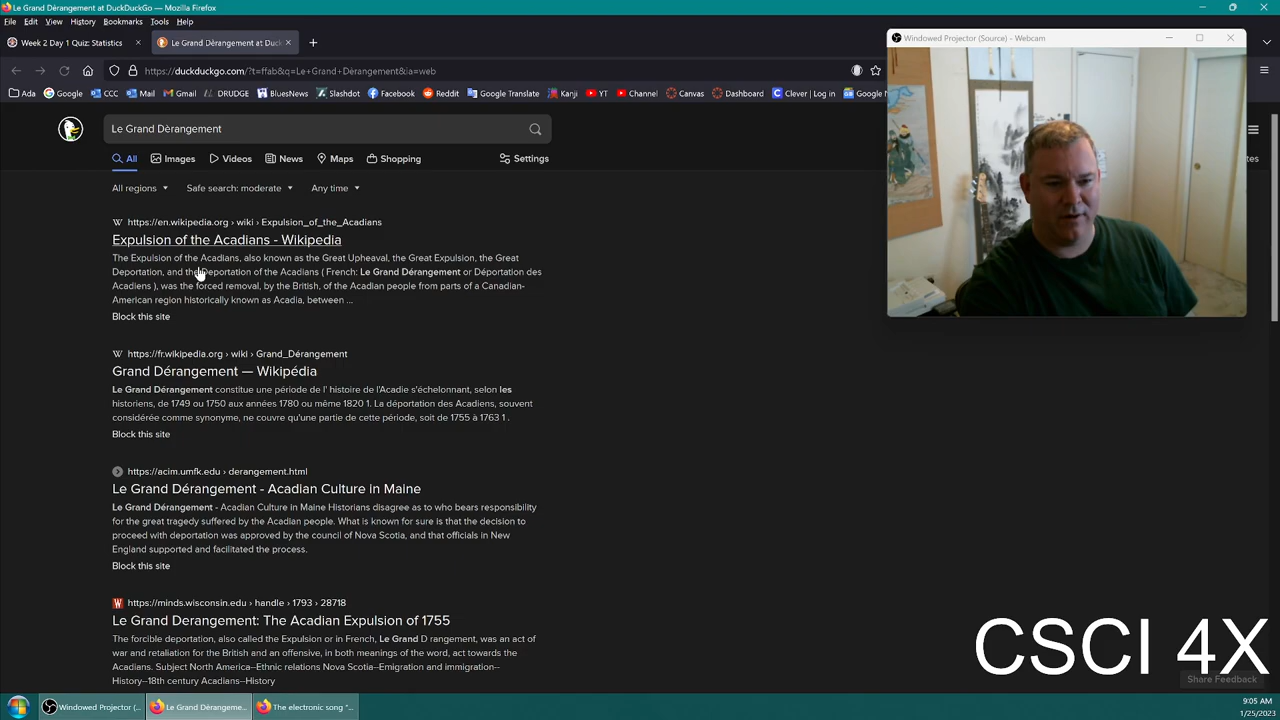 Le Grand Dèrangement at DuckDuckGo — Mozilla Firefox
File Edit View History Bookmarks Tools Help
Week 2 Day 1 Quiz: Statistics
Le Grand Dèrangement at Duc
https://duckduckgo.com/?t=ffab&q=Le+Grand+Dèrangement&ia=web
Ada Google CCC Mail Gmail DRUDGE BluesNews Slashdot Facebook Reddit Google Translate Kanji YT Channel Canvas Dashboard Clever | Log in Google N
Windowed Projector (Source) - Webcam
Le Grand Dèrangement
All Images Videos News Maps Shopping Settings
All regions Safe search: moderate Any time
https://en.wikipedia.org › wiki › Expulsion_of_the_Acadians
Expulsion of the Acadians - Wikipedia
The Expulsion of the Acadians, also known as the Great Upheaval, the Great Expulsion, the Great
Deportation, and the Deportation of the Acadians ( French: Le Grand Dérangement or Déportation des
Acadiens ), was the forced removal, by the British, of the Acadian people from parts of a Canadian-
American region historically known as Acadia, between ...
Block this site
https://fr.wikipedia.org › wiki › Grand_Dérangement
Grand Dérangement — Wikipédia
Le Grand Dérangement constitue une période de l' histoire de l'Acadie s'échelonnant, selon les
historiens, de 1749 ou 1750 aux années 1780 ou même 1820 1. La déportation des Acadiens, souvent
considérée comme synonyme, ne couvre qu'une partie de cette période, soit de 1755 à 1763 1 .
Block this site
https://acim.umfk.edu › derangement.html
Le Grand Dérangement - Acadian Culture in Maine
Le Grand Dérangement - Acadian Culture in Maine Historians disagree as to who bears responsibility
for the great tragedy suffered by the Acadian people. What is known for sure is that the decision to
proceed with deportation was approved by the council of Nova Scotia, and that officials in New
England supported and facilitated the process.
Block this site
https://minds.wisconsin.edu › handle › 1793 › 28718
Le Grand Derangement: The Acadian Expulsion of 1755
The forcible deportation, also called the Expulsion or in French, Le Grand D rangement, was an act of
war and retaliation for the British and an offensive, in both meanings of the word, act towards the
Acadians. Subject North America--Ethnic relations Nova Scotia--Emigration and immigration--
History--18th century Acadians--History
CSCI 4X
Share Feedback
Windowed Projector (...
Le Grand Dérangeme...
The electronic song "...
9:05 AM
1/25/2023